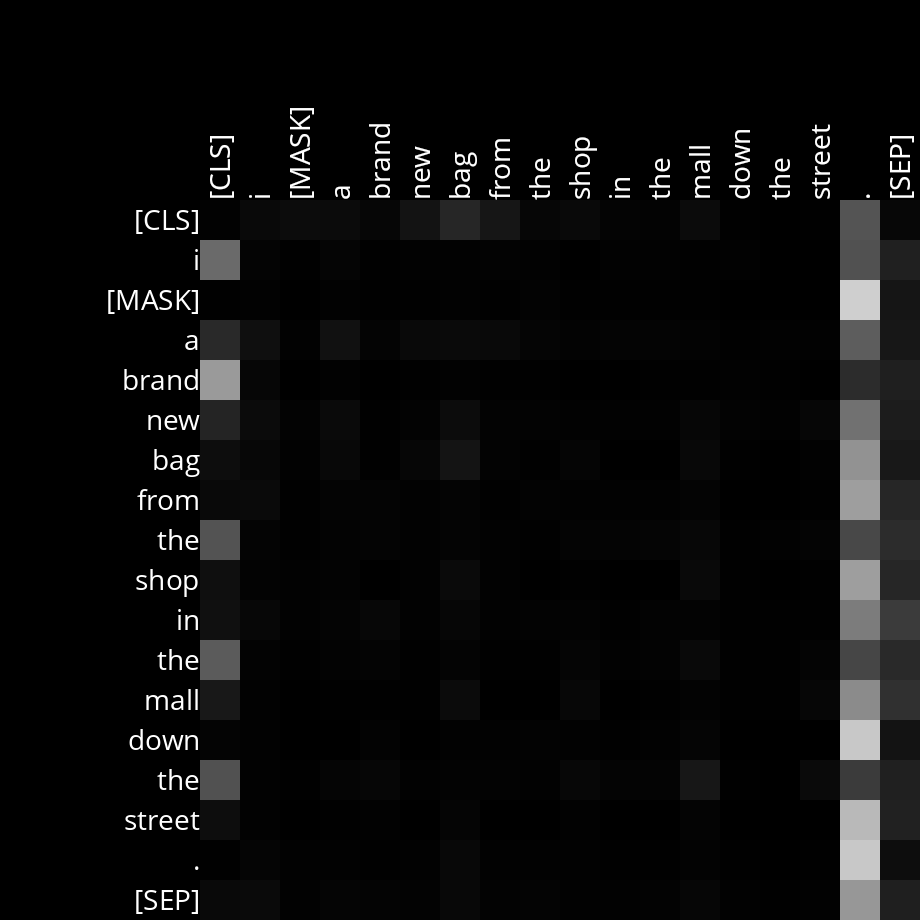 [CLS] i [MASK] a brand new bag from the shop in the mall down the street . [SEP]
[CLS]
i
[MASK]
a
brand
new
bag
from
the
shop
in
the
mall
down
the
street
.
[SEP]